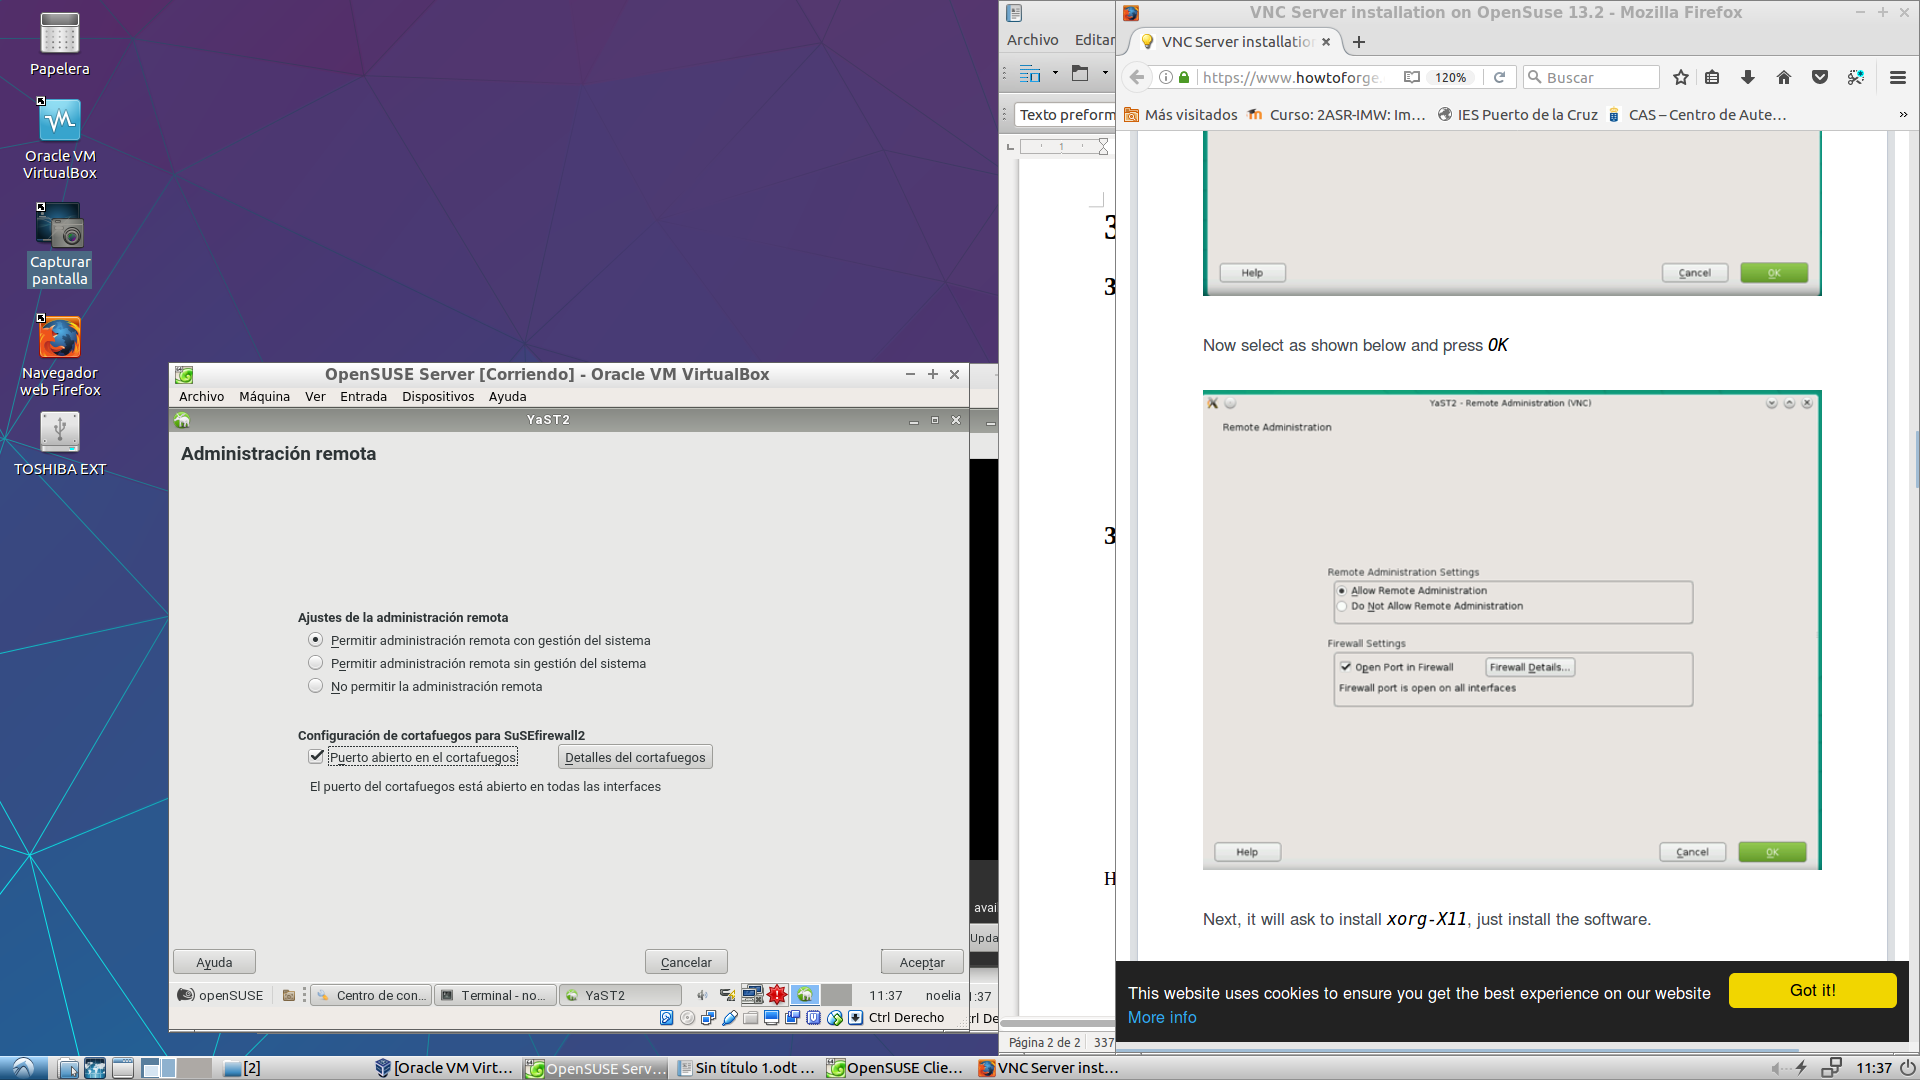 Papelera
Oracle VM
VirtualBox
Capturar
pantalla
Navegador
web Firefox
TOSHIBA EXT
OpenSUSE Server [Corriendo] - Oracle VM VirtualBox
Archivo Máquina Ver Entrada Dispositivos Ayuda
YaST2
Administración remota
Ajustes de la administración remota
Permitir administración remota con gestión del sistema
Permitir administración remota sin gestión del sistema
No permitir la administración remota
Configuración de cortafuegos para SuSEfirewall2
Puerto abierto en el cortafuegos
Detalles del cortafuegos
El puerto del cortafuegos está abierto en todas las interfaces
Ayuda
Cancelar
Aceptar
openSUSE
Centro de con...
Terminal - no...
YaST2
11:37
noelia
Ctrl Derecho
avai
Upda
:37
trl De
Archivo Editar
Texto preform
1
3
3
3
H
Página 2 de 2
337
VNC Server installation on OpenSuse 13.2 - Mozilla Firefox
VNC Server installatio
https://www.howtoforge.
120%
Buscar
Más visitados
Curso: 2ASR-IMW: Im...
IES Puerto de la Cruz
CAS – Centro de Aute...
»
Help
Cancel
OK
Now select as shown below and press OK
YaST2 - Remote Administration (VNC)
Remote Administration
Remote Administration Settings
Allow Remote Administration
Do Not Allow Remote Administration
Firewall Settings
Open Port in Firewall
Firewall Details...
Firewall port is open on all interfaces
Help
Cancel
OK
Next, it will ask to install xorg-X11, just install the software.
This website uses cookies to ensure you get the best experience on our website
More info
Got it!
[2]
[Oracle VM Virt...
OpenSUSE Serv...
Sin título 1.odt ...
OpenSUSE Clie...
VNC Server inst...
11:37